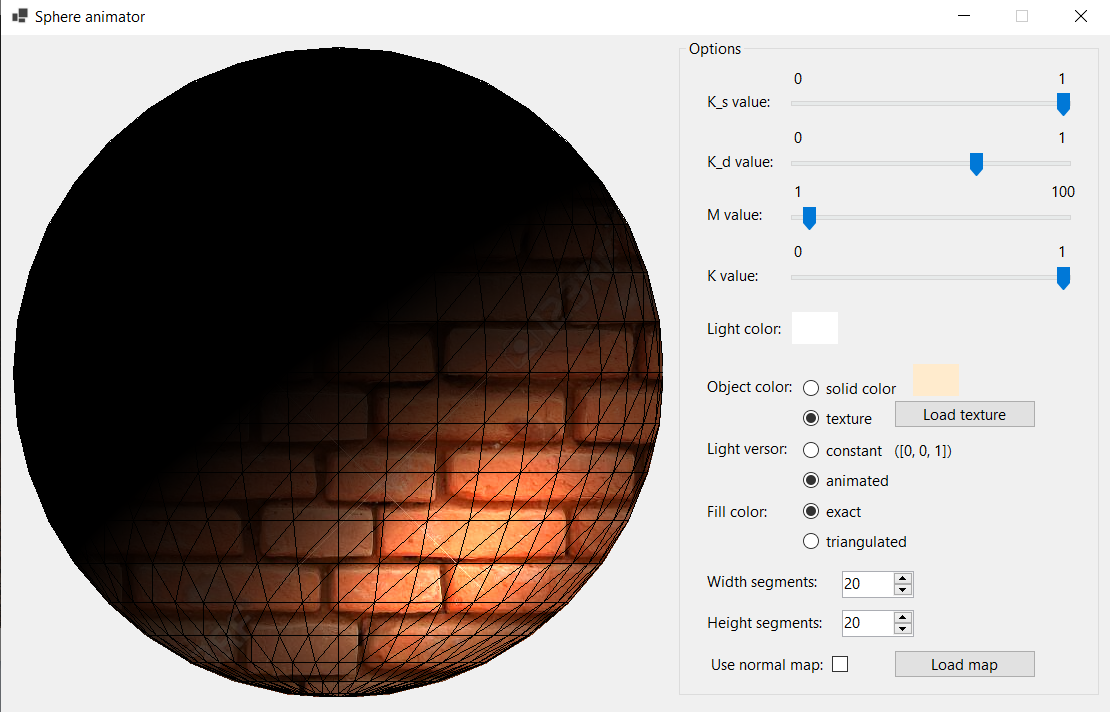 Sphere animator
Options
0 1
K_s value:
0 1
K_d value:
1 100
M value:
0 1
K value:
Light color:
Object color: solid color
texture Load texture
Light versor: constant ([0, 0, 1])
animated
Fill color: exact
triangulated
Width segments: 20
Height segments: 20
Use normal map: Load map